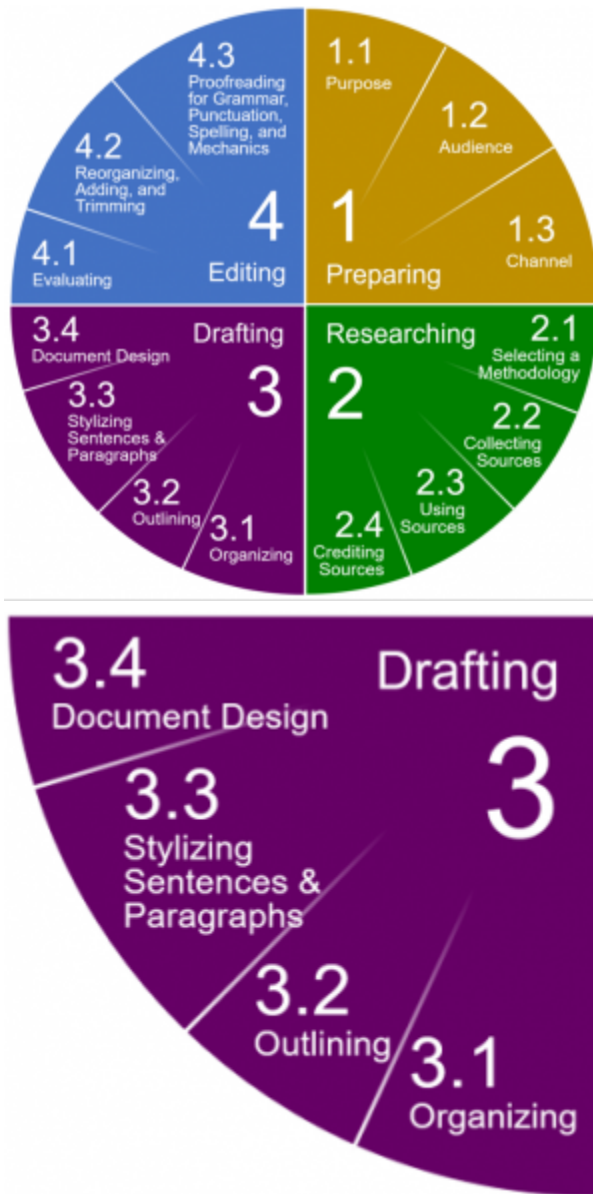 4.3
Proofreading
for Grammar,
Punctuation,
Spelling, and
Mechanics
4.2
Reorganizing,
Adding, and
Trimming
4.1
Evaluating
4
Editing
1.1
Purpose
1.2
Audience
1.3
Channel
1
Preparing
Researching
2
2.1
Selecting a
Methodology
2.2
Collecting
Sources
2.3
Using
Sources
2.4
Crediting
Sources
Drafting
3
3.1
Organizing
3.2
Outlining
3.3
Stylizing
Sentences &
Paragraphs
3.4
Document Design
3.4
Document Design
Drafting
3
3.3
Stylizing
Sentences &
Paragraphs
3.2
Outlining
3.1
Organizing